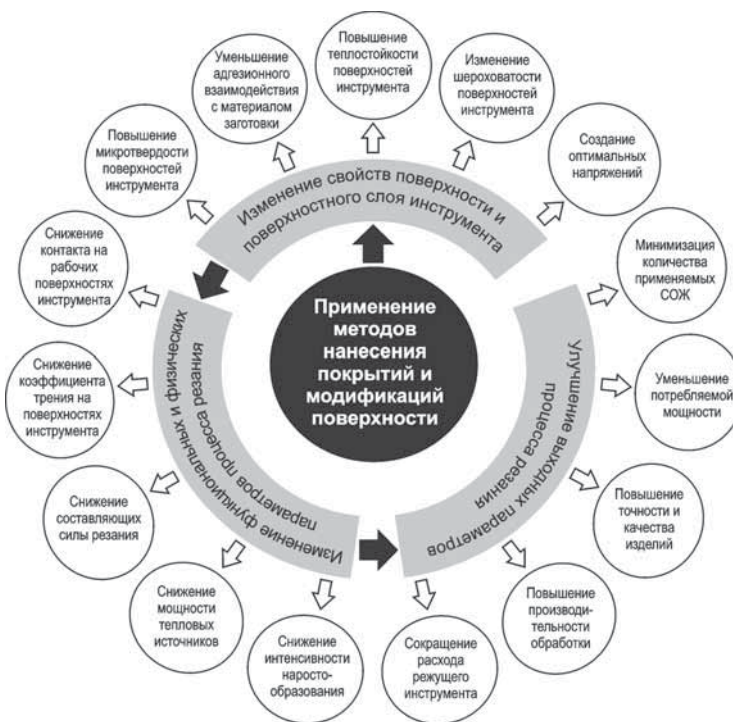 Повышение
теплостойкости
поверхностей
инструмента
Уменьшение
адгезионного
взаимодействия
с материалом
заготовки
Изменение
шероховатости
поверхностей
инструмента
Повышение
микротвердости
поверхностей
инструмента
Создание
оптимальных
напряжений
Изменение свойств поверхности и
поверхностного слоя инструмента
Снижение
контакта на
рабочих
поверхностях
инструмента
Минимизация
количества
применяемых
СОЖ
Применение
методов
нанесения
покрытий и
модификаций
поверхности
Изменение функциональных и физических
параметров процесса резания
Улучшение выходных параметров
процесса резания
Снижение
коэффициента
трения на
поверхностях
инструмента
Уменьшение
потребляемой
мощности
Снижение
составляющих
силы резания
Повышение
точности и
качества
изделий
Снижение
мощности
тепловых
источников
Повышение
производи-
тельности
обработки
Снижение
интенсивности
наросто-
образования
Сокращение
расхода
режущего
инструмента